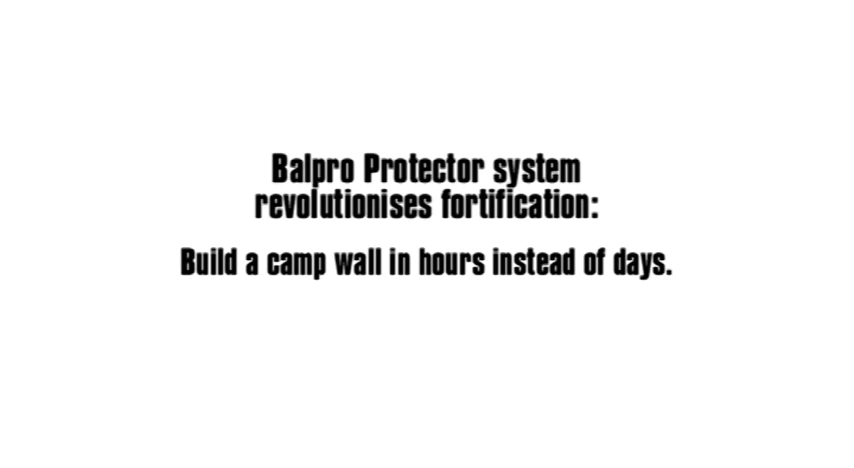 Balpro Protector system
revolutionises fortification:
Build a camp wall in hours instead of days.